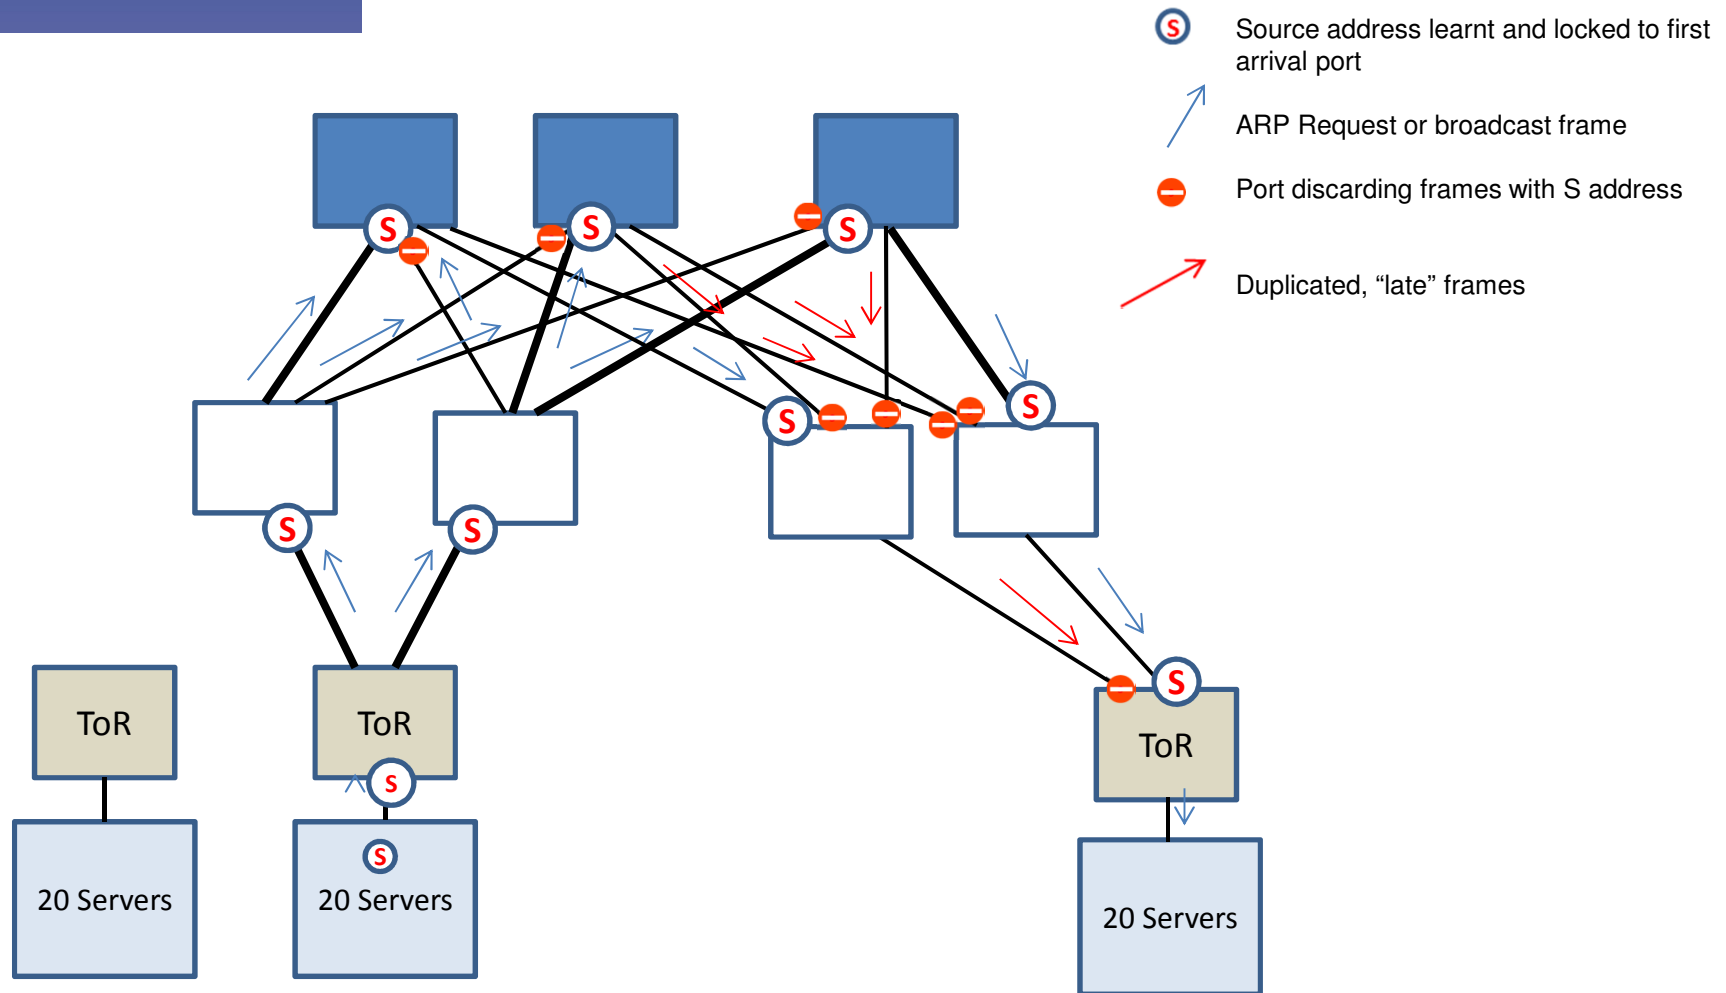 S
Source address learnt and locked to first
arrival port
ARP Request or broadcast frame
Port discarding frames with S address
Duplicated, “late” frames
S
S
S
S
S
S
S
S
ToR
ToR
S
ToR
S
S
20 Servers
20 Servers
20 Servers